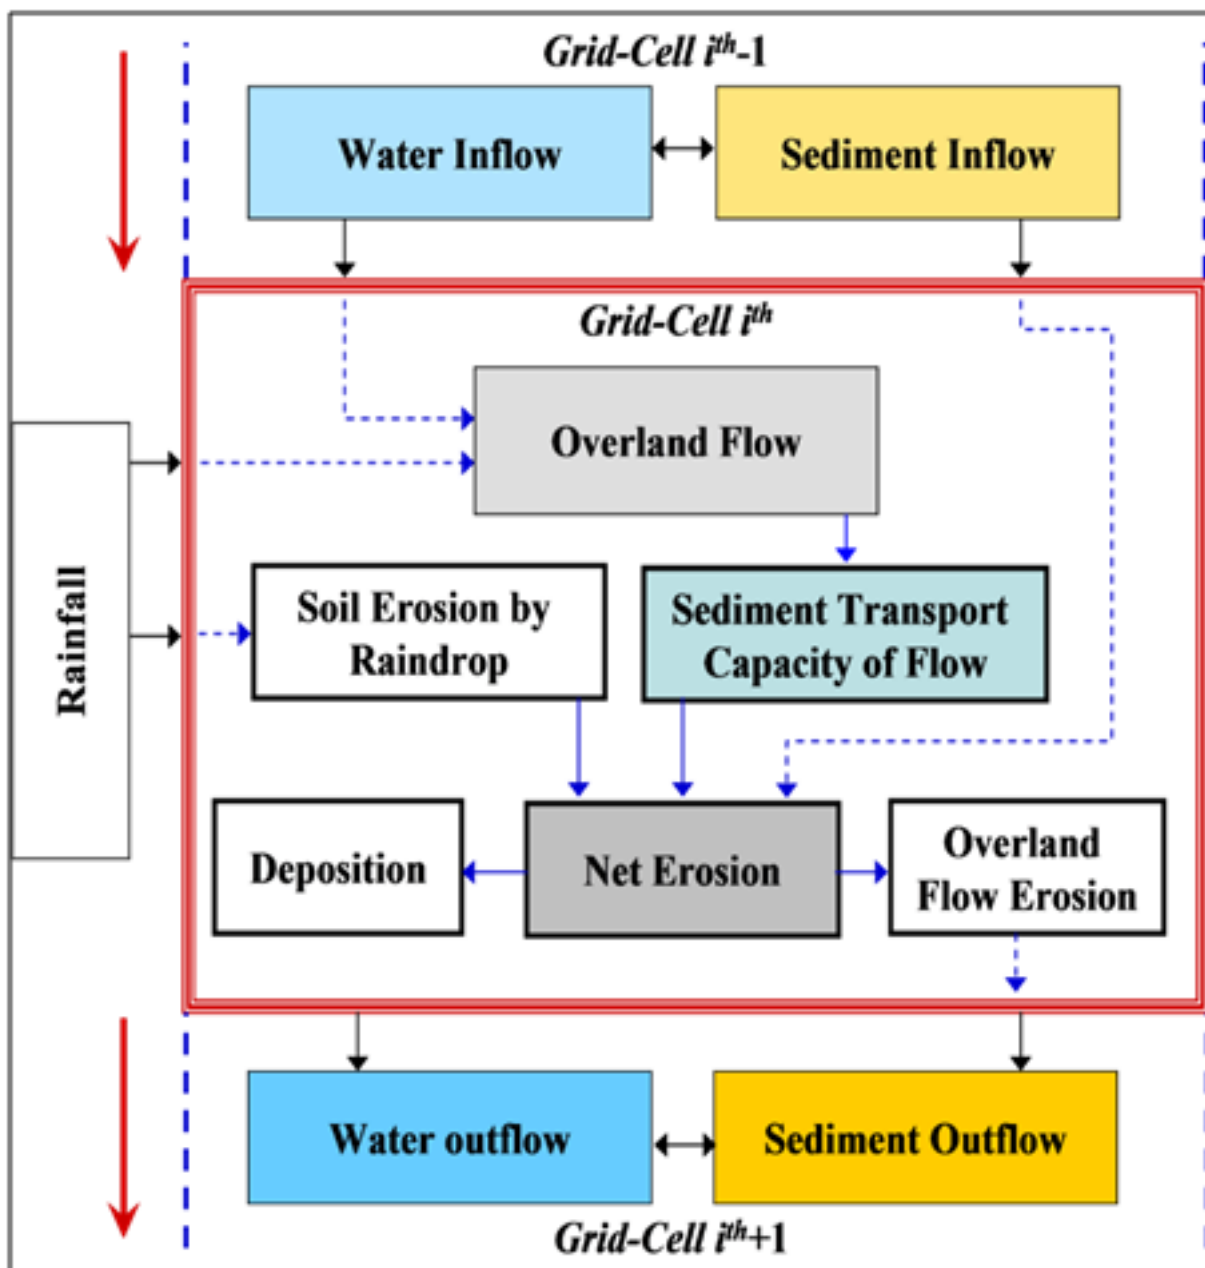 Grid-Cell iᵗʰ-1
Water Inflow
Sediment Inflow
Grid-Cell iᵗʰ
Overland Flow
Rainfall
Soil Erosion by
Raindrop
Sediment Transport
Capacity of Flow
Deposition
Net Erosion
Overland
Flow Erosion
Water outflow
Sediment Outflow
Grid-Cell iᵗʰ+1